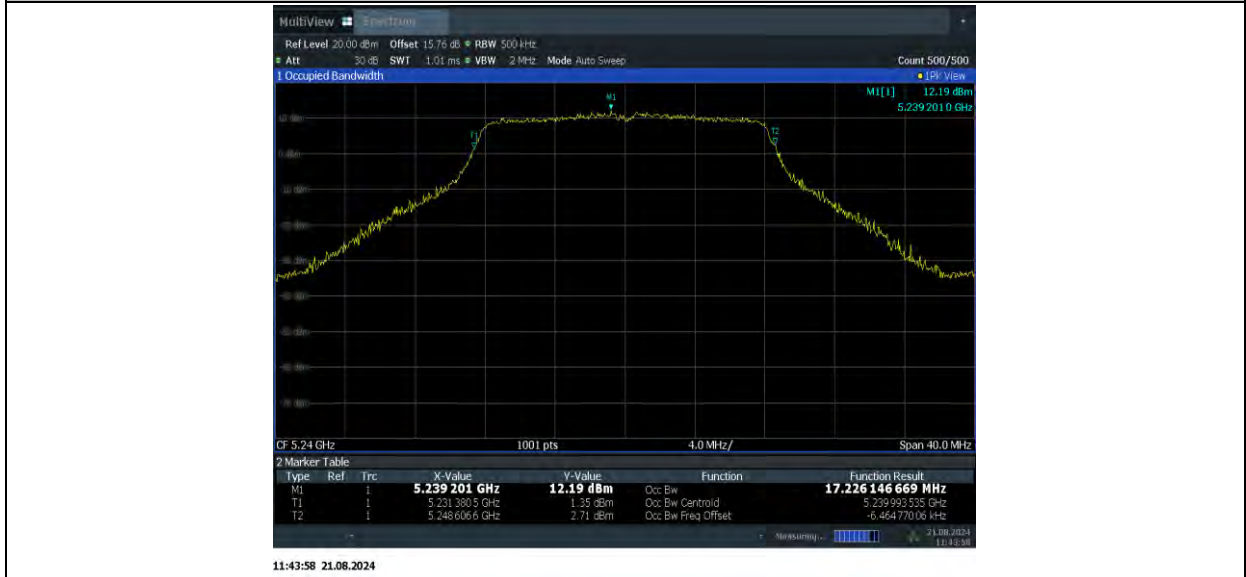 MultiView Spectrum
Ref Level 20.00 dBm Offset 15.76 dB RBW 500 kHz
Att 30 dB SWT 1.01 ms VBW 2 MHz Mode Auto Sweep Count 500/500
1 Occupied Bandwidth 1Pk View
M1[1] 12.19 dBm
5.239 201 0 GHz
M1
10 dBm
T1
T2
0 dBm
CF 5.24 GHz 1001 pts 4.0 MHz/ Span 40.0 MHz
2 Marker Table
Type Ref Trc X-Value Y-Value Function Function Result
M1 1 5.239 201 GHz 12.19 dBm Occ Bw 17.226 146 669 MHz
T1 1 5.231 380 5 GHz 1.35 dBm Occ Bw Centroid 5.239 993 535 GHz
T2 1 5.248 606 6 GHz 2.71 dBm Occ Bw Freq Offset -6.464 770 06 kHz
Measuring... 21.08.2024
11:43:58
11:43:58 21.08.2024